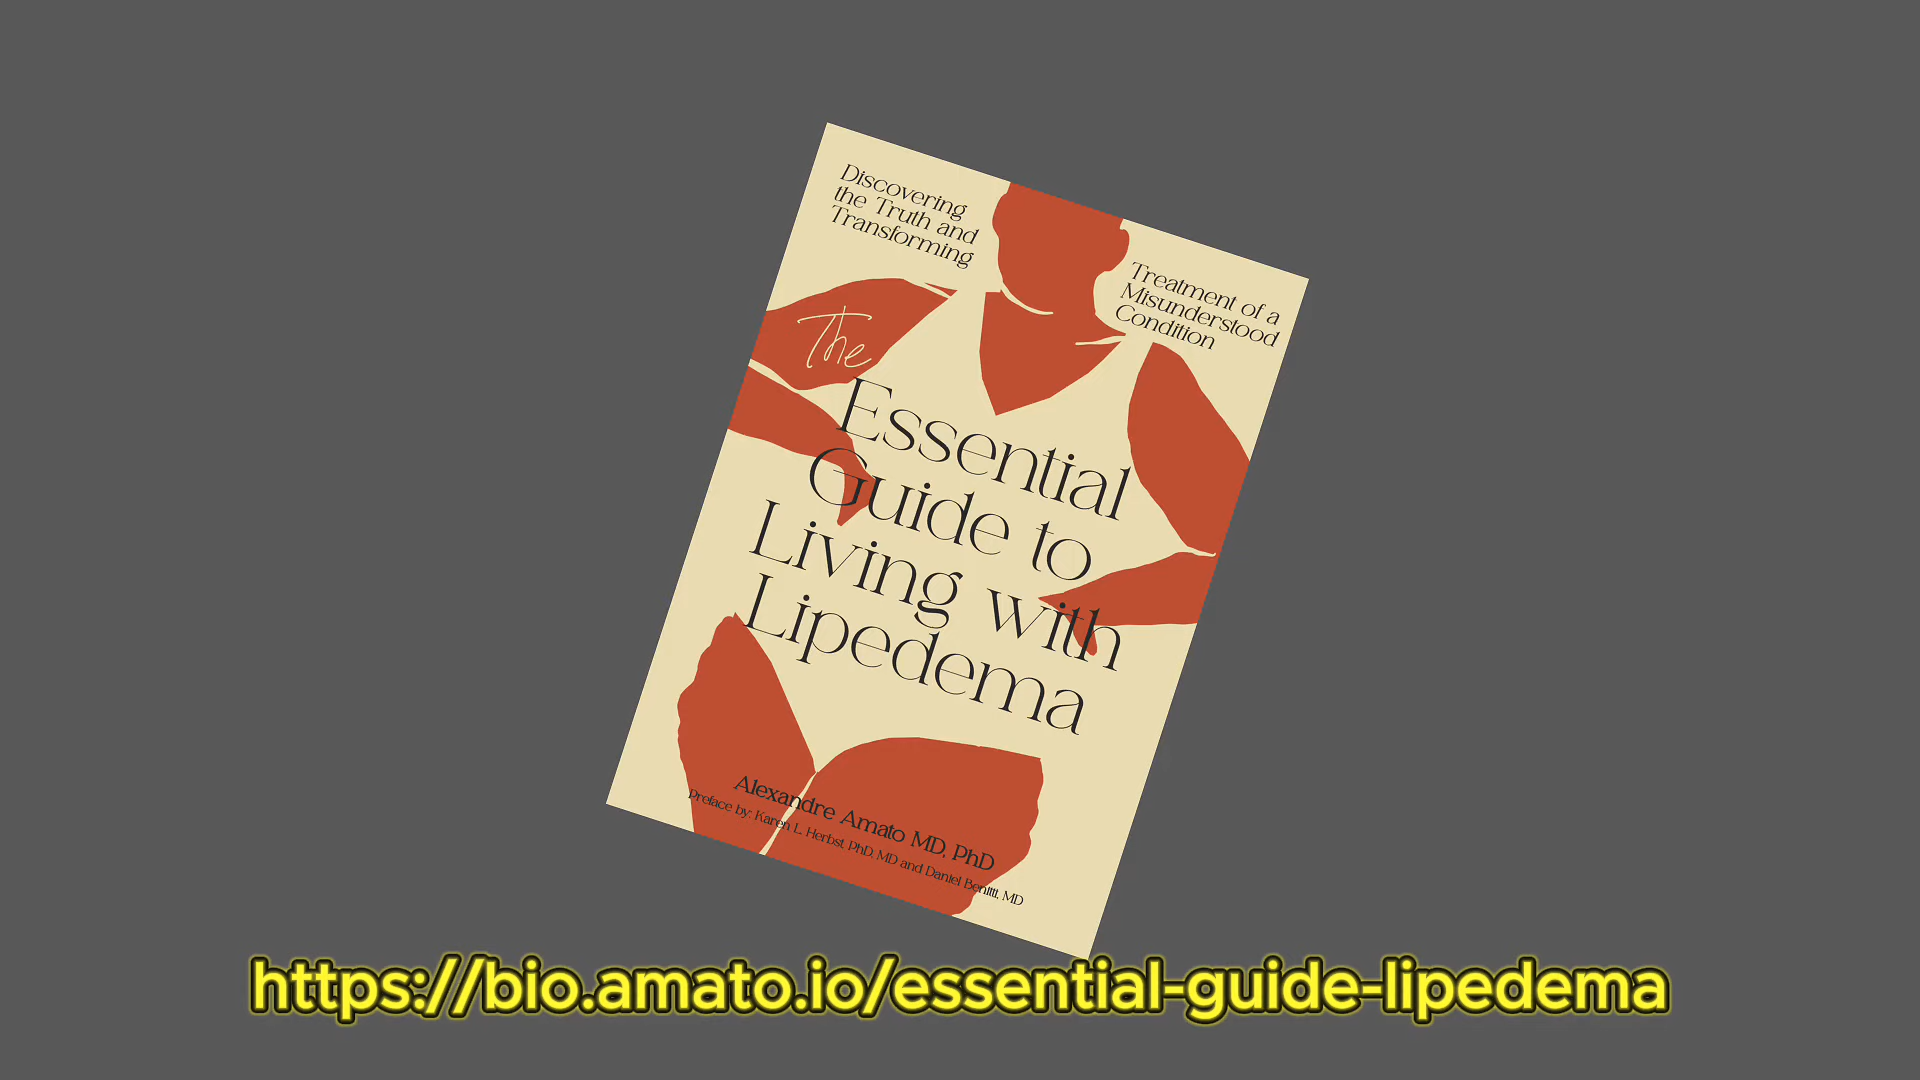 Discovering
the Truth and
Transforming
Treatment of a
Misunderstood
Condition
The
Essential
Guide to
Living with
Lipedema
Alexandre Amato MD, PhD
Preface by: Karen L. Herbst, PhD, MD and Daniel Benitti, MD
https://bio.amato.io/essential-guide-lipedema